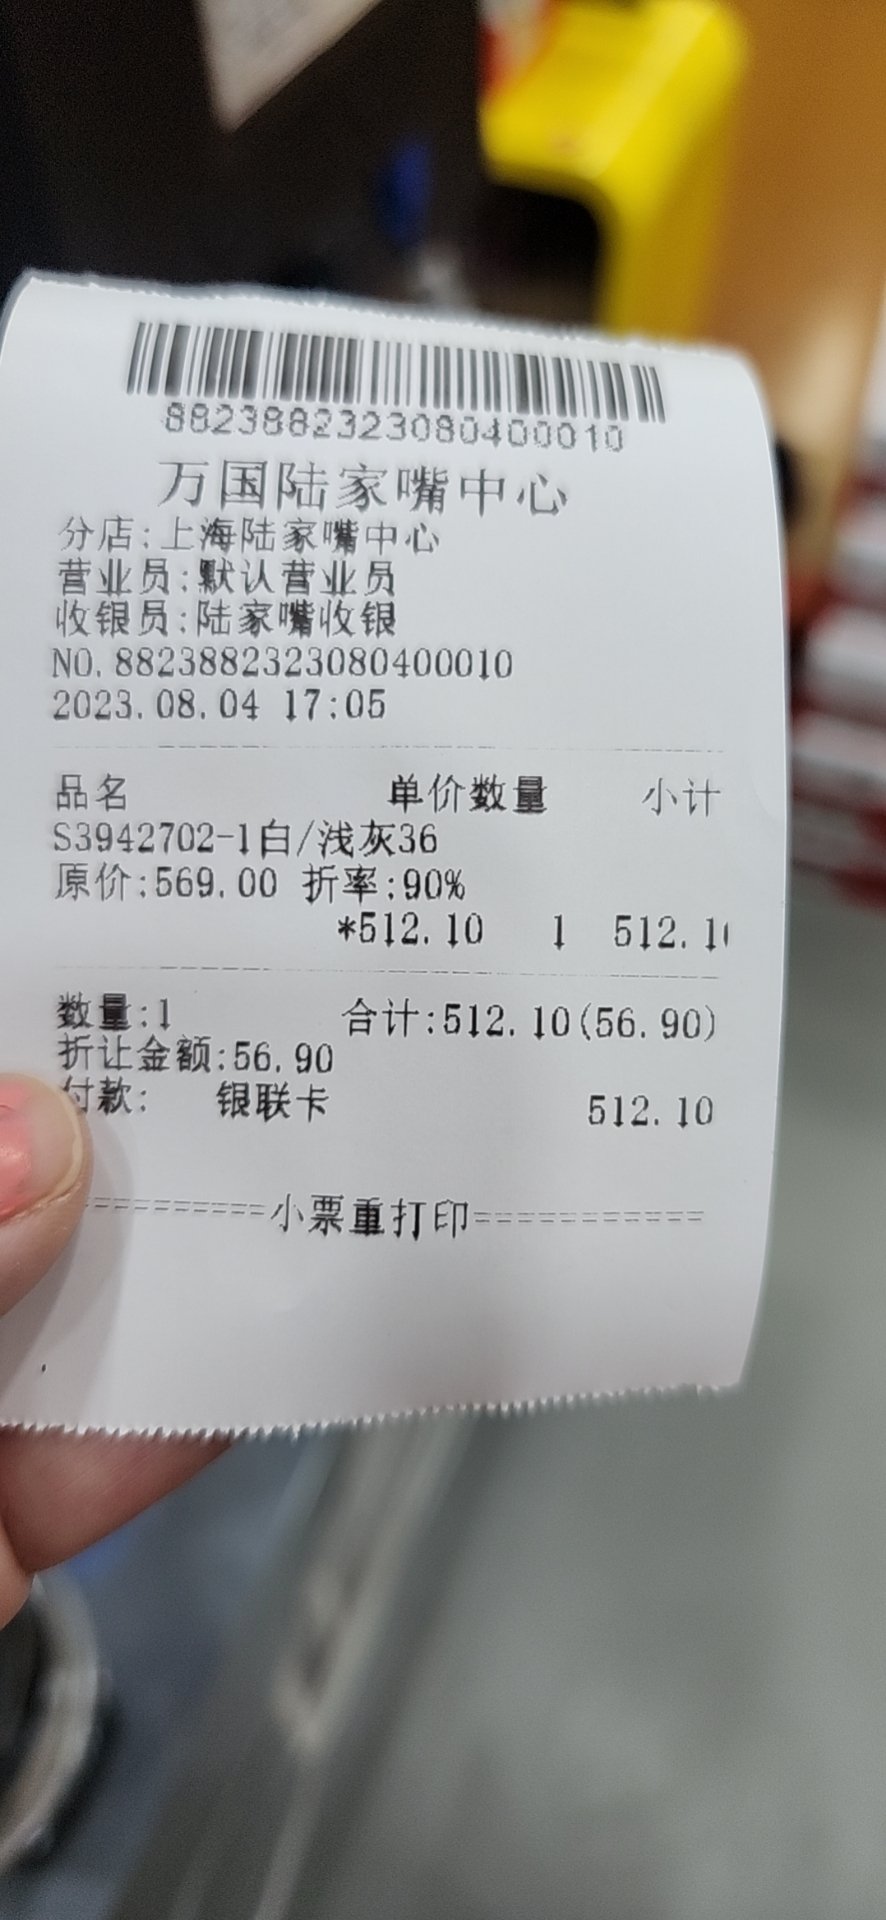 8823882323080400010
万国陆家嘴中心
分店:上海陆家嘴中心
营业员:默认营业员
收银员:陆家嘴收银
NO.8823882323080400010
2023.08.04 17:05
品名 单价数量 小计
S3942702-1白/浅灰36
原价:569.00 折率:90%
*512.10 1 512.10
数量:1 合计:512.10(56.90)
折让金额:56.90
付款: 银联卡 512.10
==========小票重打印===========